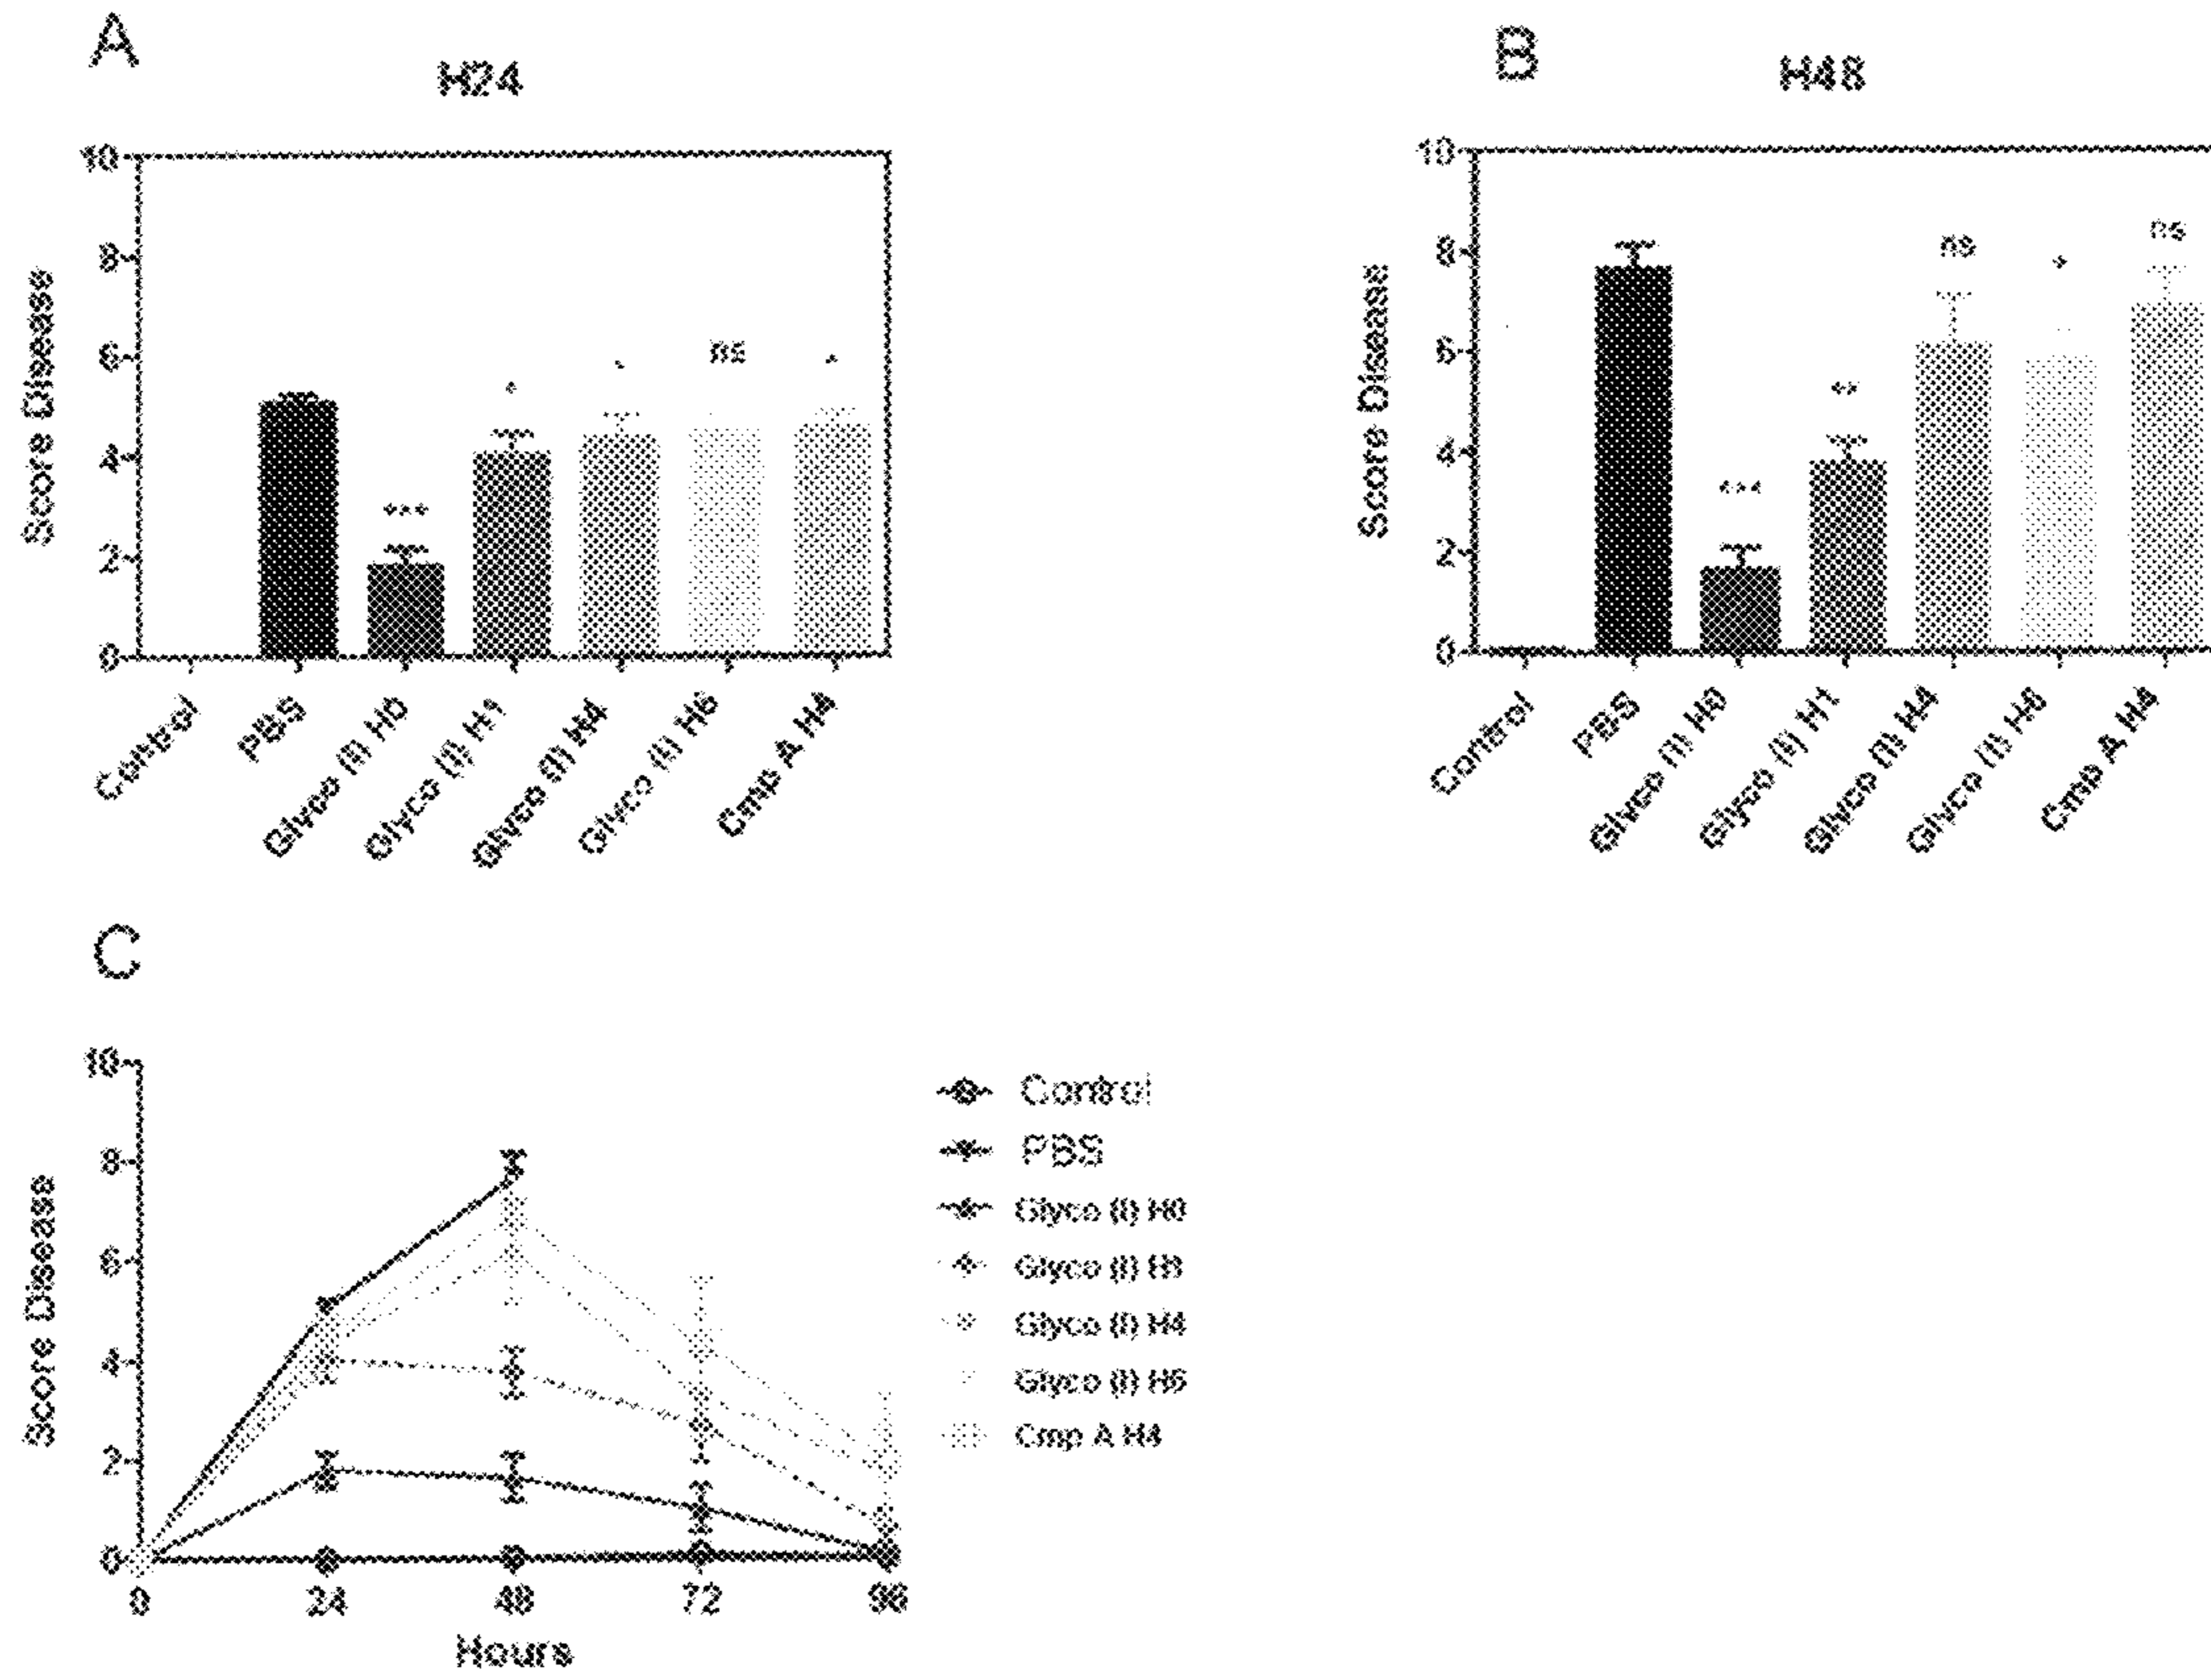 A
H24
10
8
6
4
2
0
Score Disease
***
*
*
ns
*
Control
PBS
Glyco (I) H0
Glyco (I) H1
Glyco (I) H4
Glyco (I) H6
Cmp A H4
B
H48
10
8
6
4
2
0
Score Disease
***
**
ns
*
ns
Control
PBS
Glyco (I) H0
Glyco (I) H1
Glyco (I) H4
Glyco (I) H6
Cmp A H4
C
10
8
6
4
2
0
Score Disease
0 24 48 72 96
Hours
Control
PBS
Glyco (I) H0
Glyco (I) H1
Glyco (I) H4
Glyco (I) H6
Cmp A H4